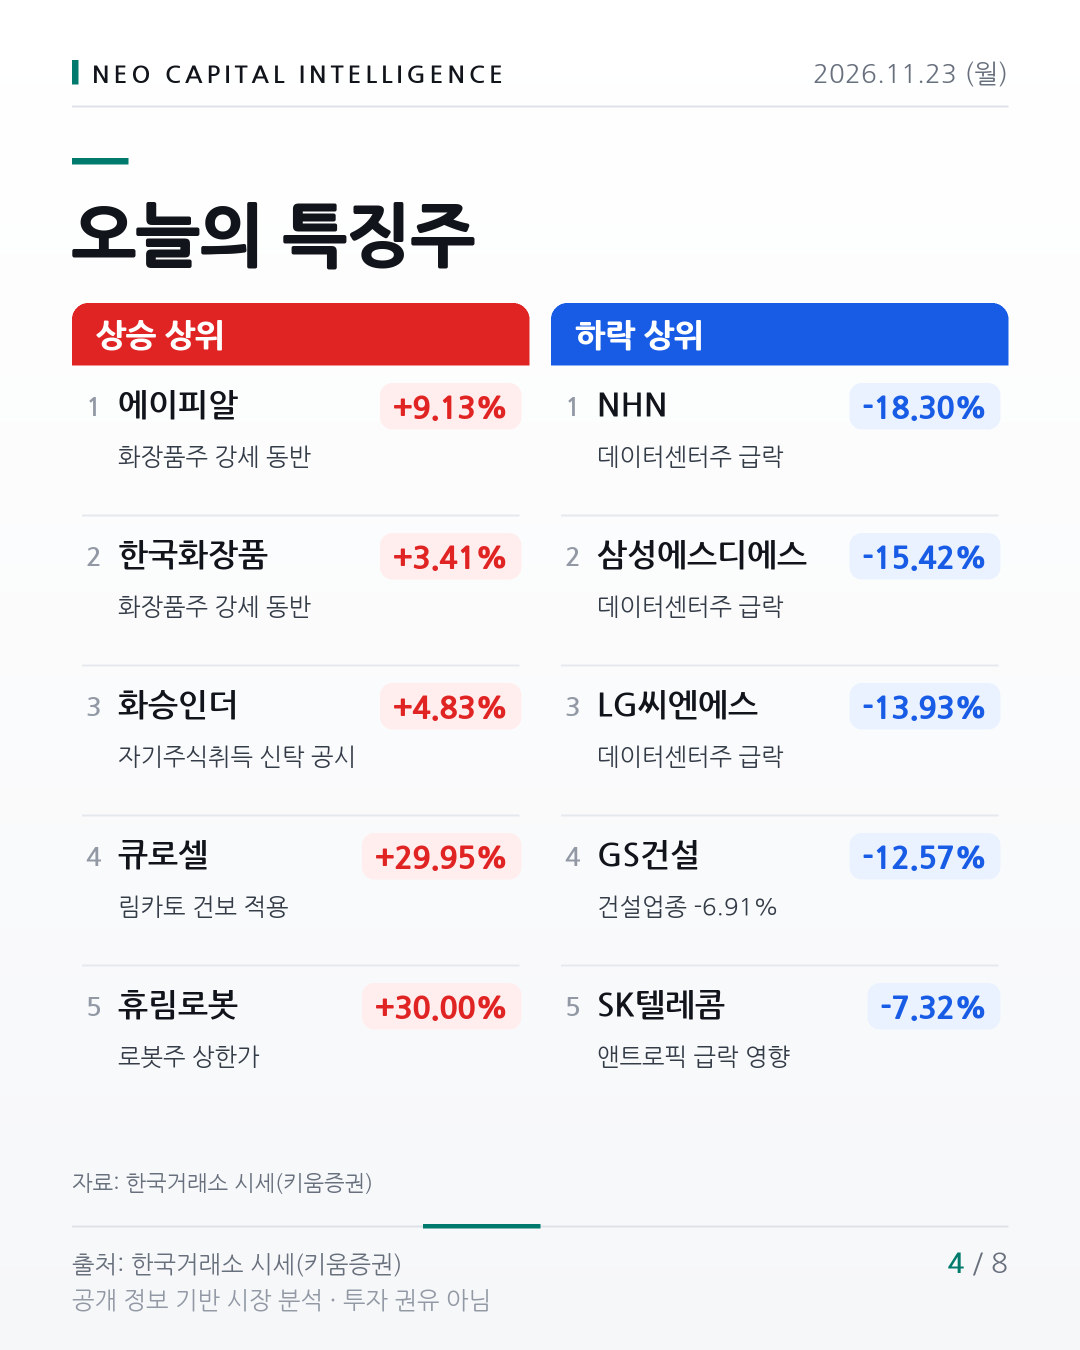 NEO CAPITAL INTELLIGENCE
2026.11.23 (월)
오늘의 특징주
상승 상위
1 에이피알 +9.13%
화장품주 강세 동반
2 한국화장품 +3.41%
화장품주 강세 동반
3 화승인더 +4.83%
자기주식취득 신탁 공시
4 큐로셀 +29.95%
림카토 건보 적용
5 휴림로봇 +30.00%
로봇주 상한가
하락 상위
1 NHN -18.30%
데이터센터주 급락
2 삼성에스디에스 -15.42%
데이터센터주 급락
3 LG씨엔에스 -13.93%
데이터센터주 급락
4 GS건설 -12.57%
건설업종 -6.91%
5 SK텔레콤 -7.32%
앤트로픽 급락 영향
자료: 한국거래소 시세(키움증권)
출처: 한국거래소 시세(키움증권)
4 / 8
공개 정보 기반 시장 분석 · 투자 권유 아님